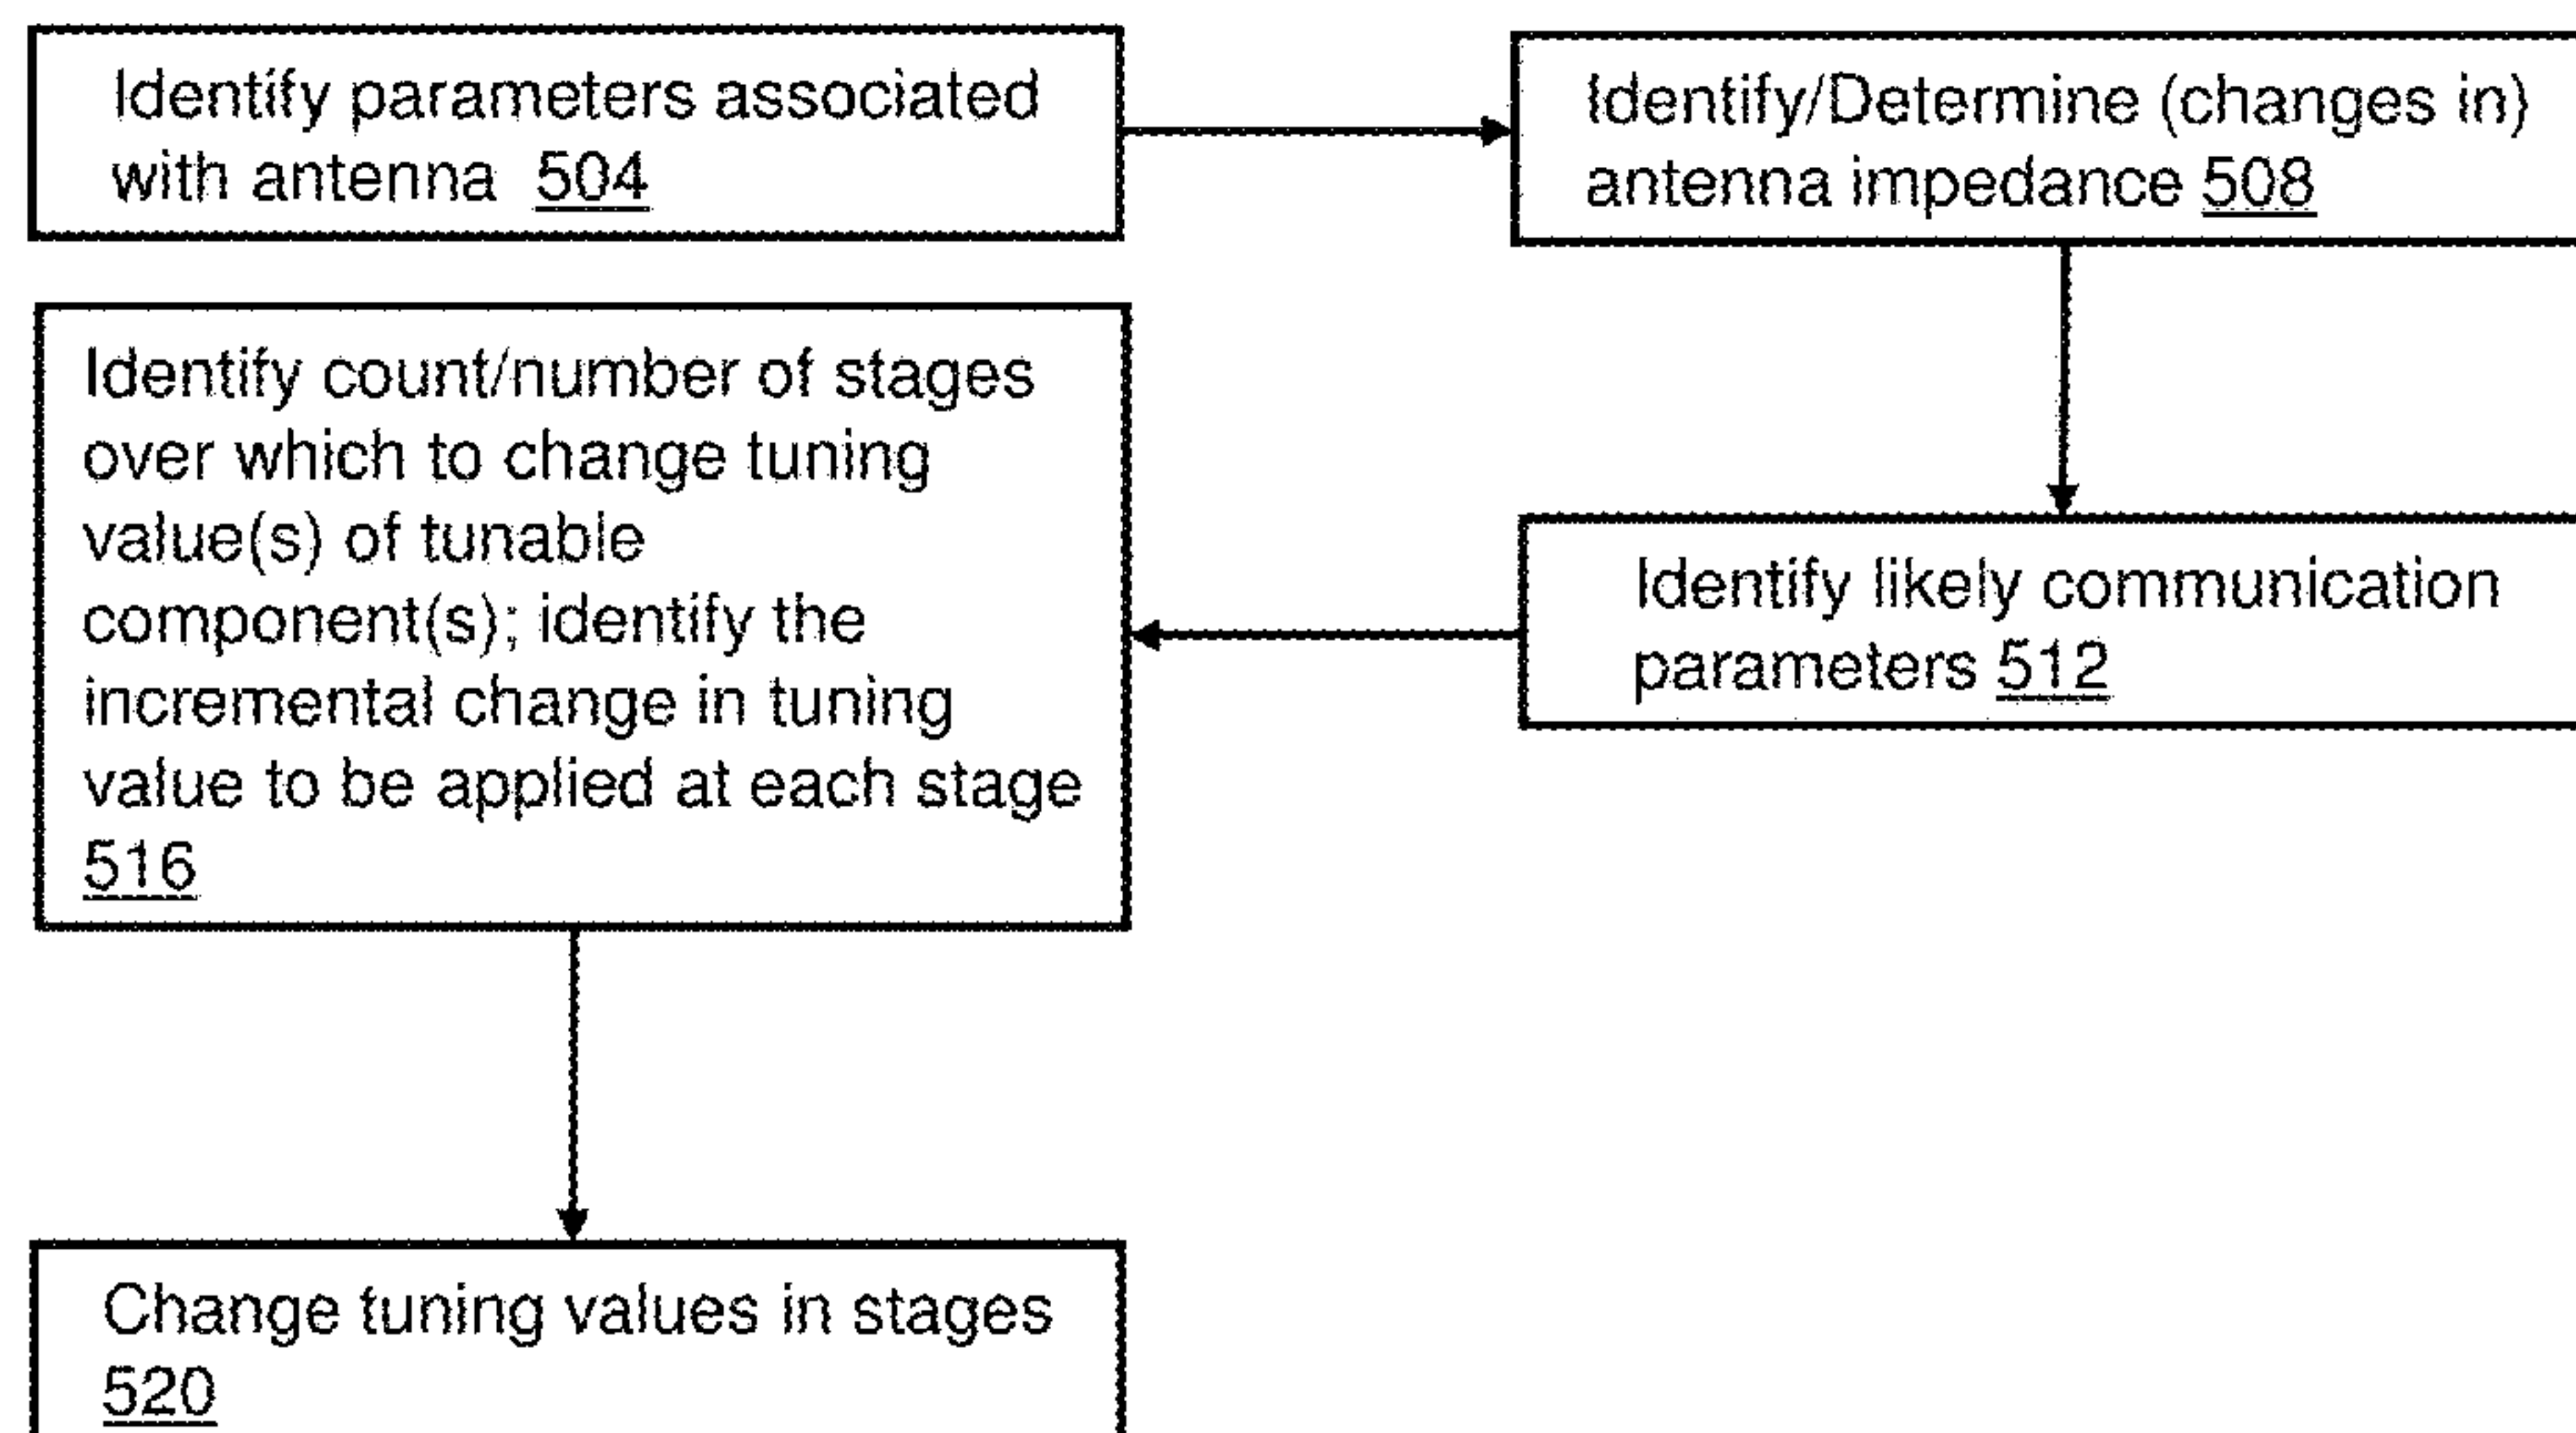 Identify parameters associated
with antenna 504
Identify/Determine (changes in)
antenna impedance 508
Identify likely communication
parameters 512
Identify count/number of stages
over which to change tuning
value(s) of tunable
component(s); identify the
incremental change in tuning
value to be applied at each stage
516
Change tuning values in stages
520